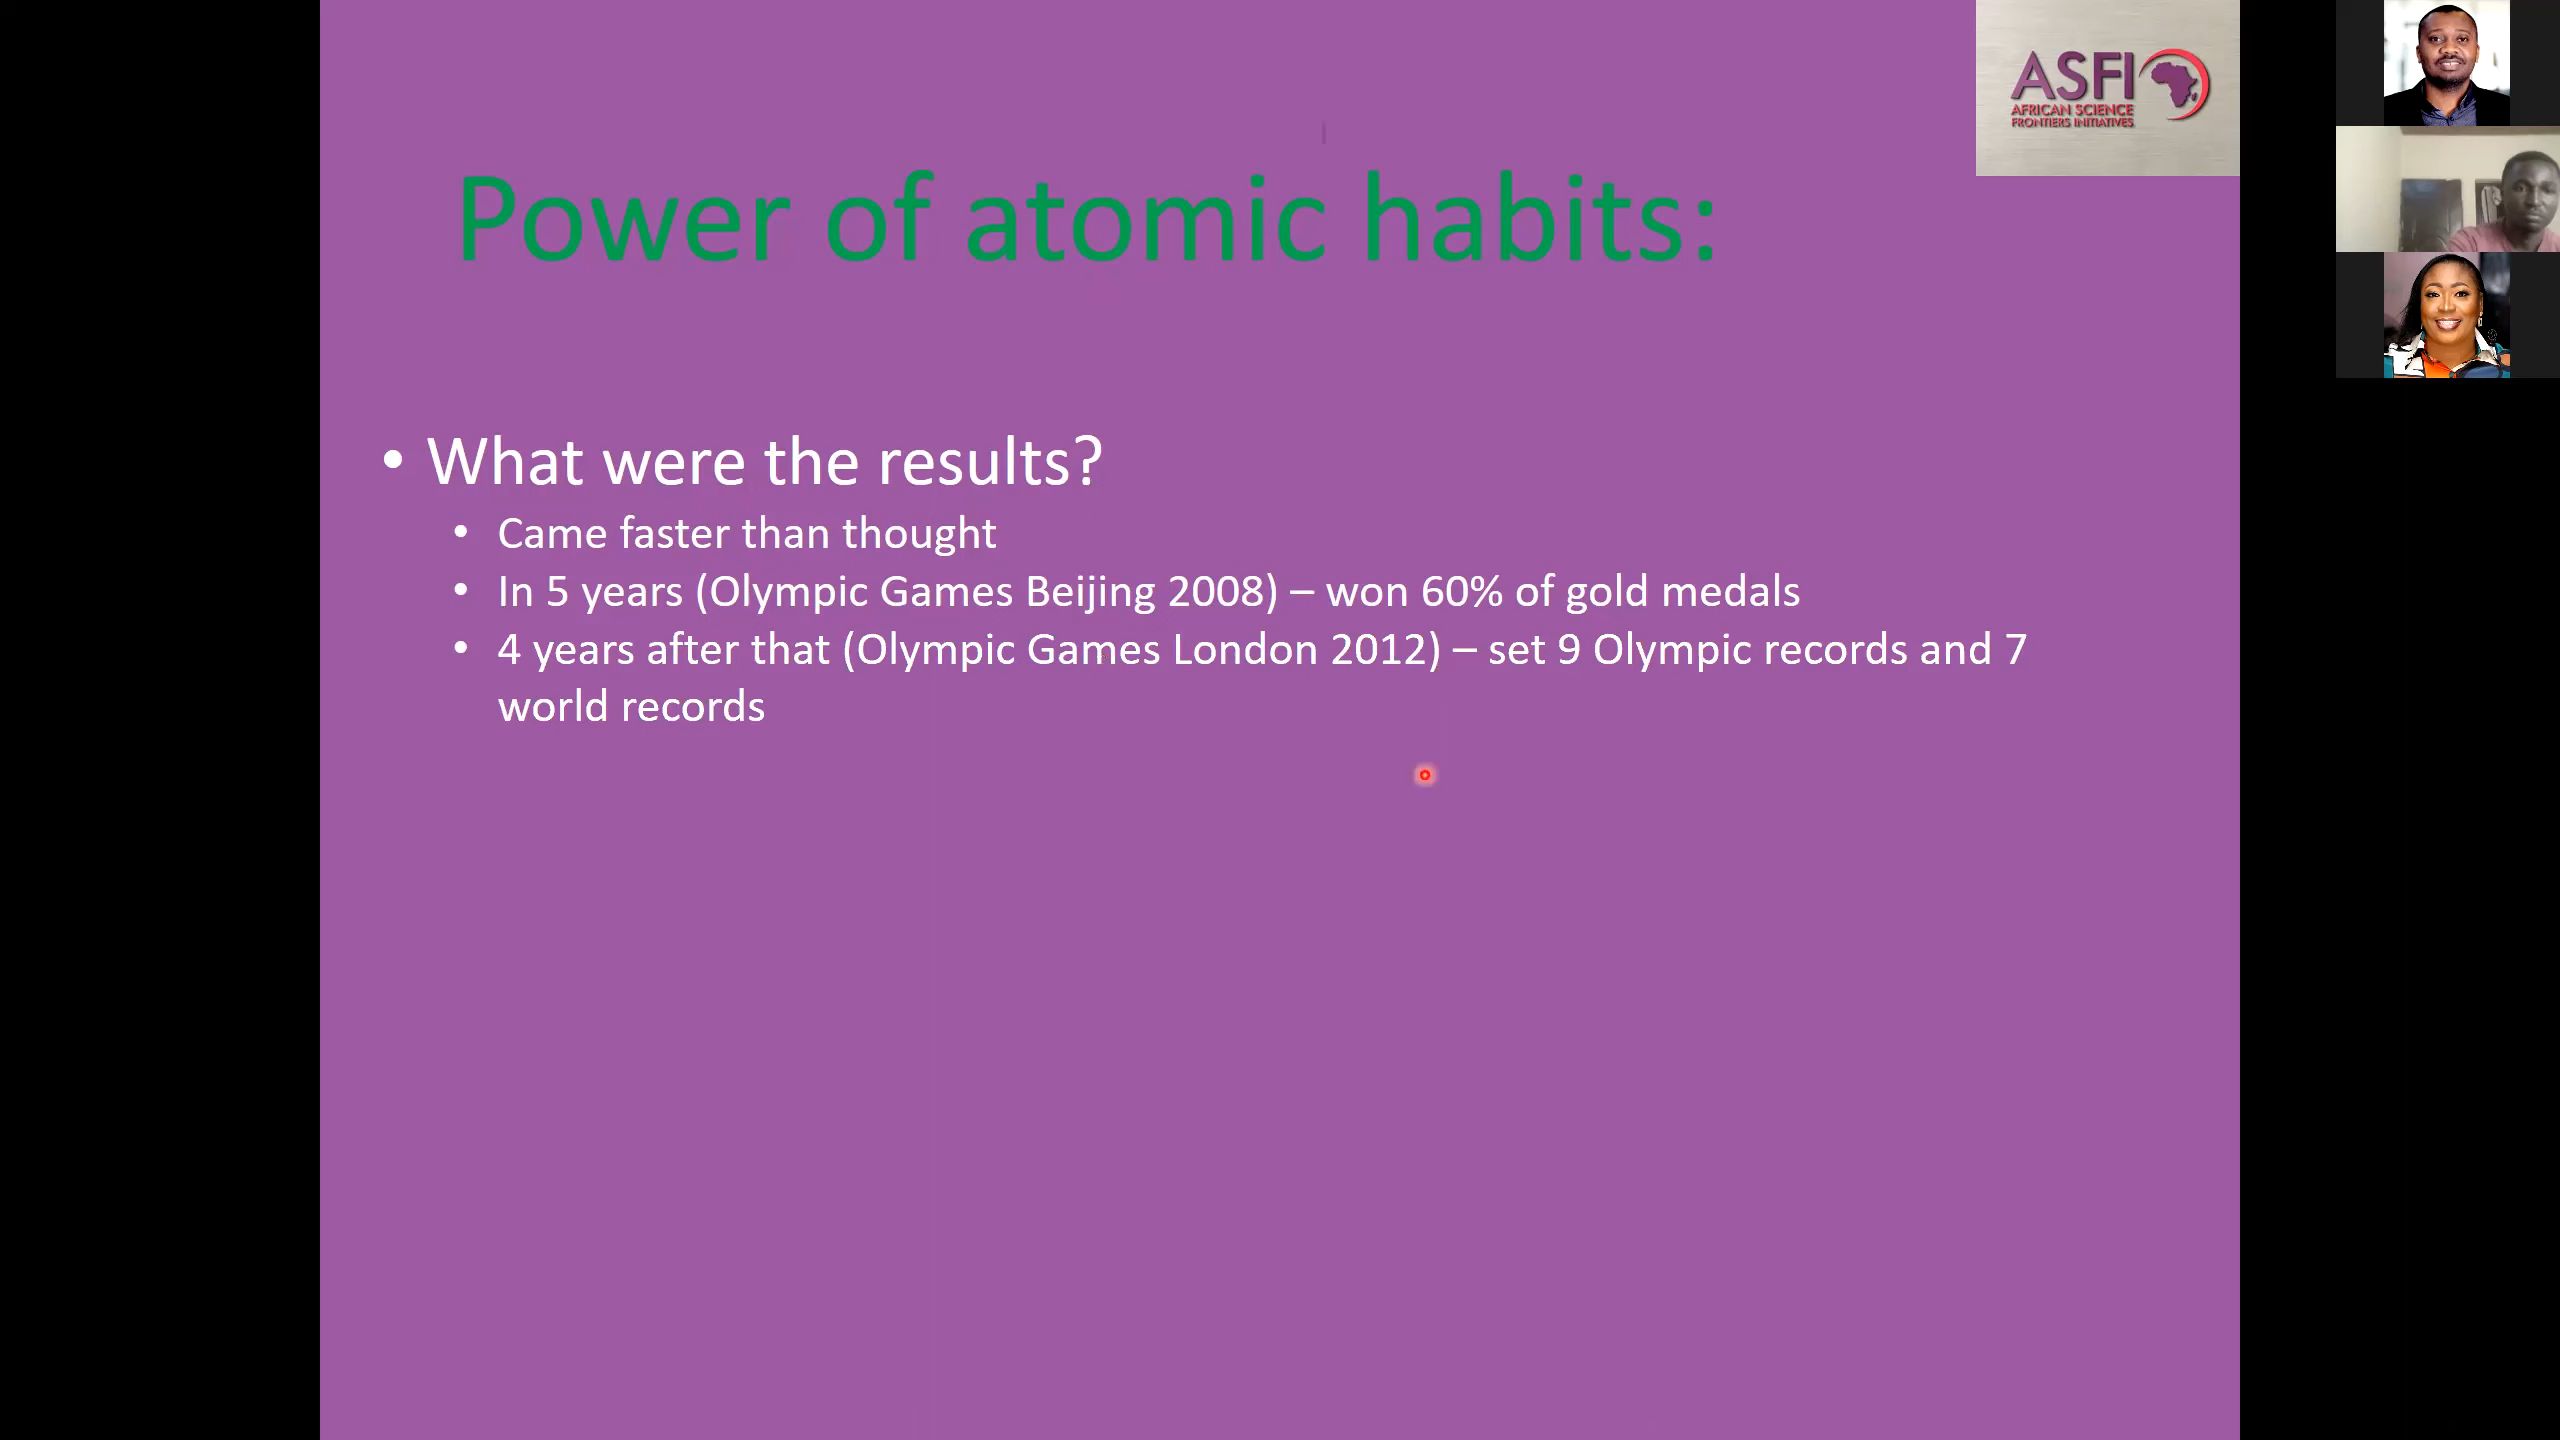 ASFI
AFRICAN SCIENCE
FRONTIERS INITIATIVES
Power of atomic habits:
• What were the results?
• Came faster than thought
• In 5 years (Olympic Games Beijing 2008) – won 60% of gold medals
• 4 years after that (Olympic Games London 2012) – set 9 Olympic records and 7
world records